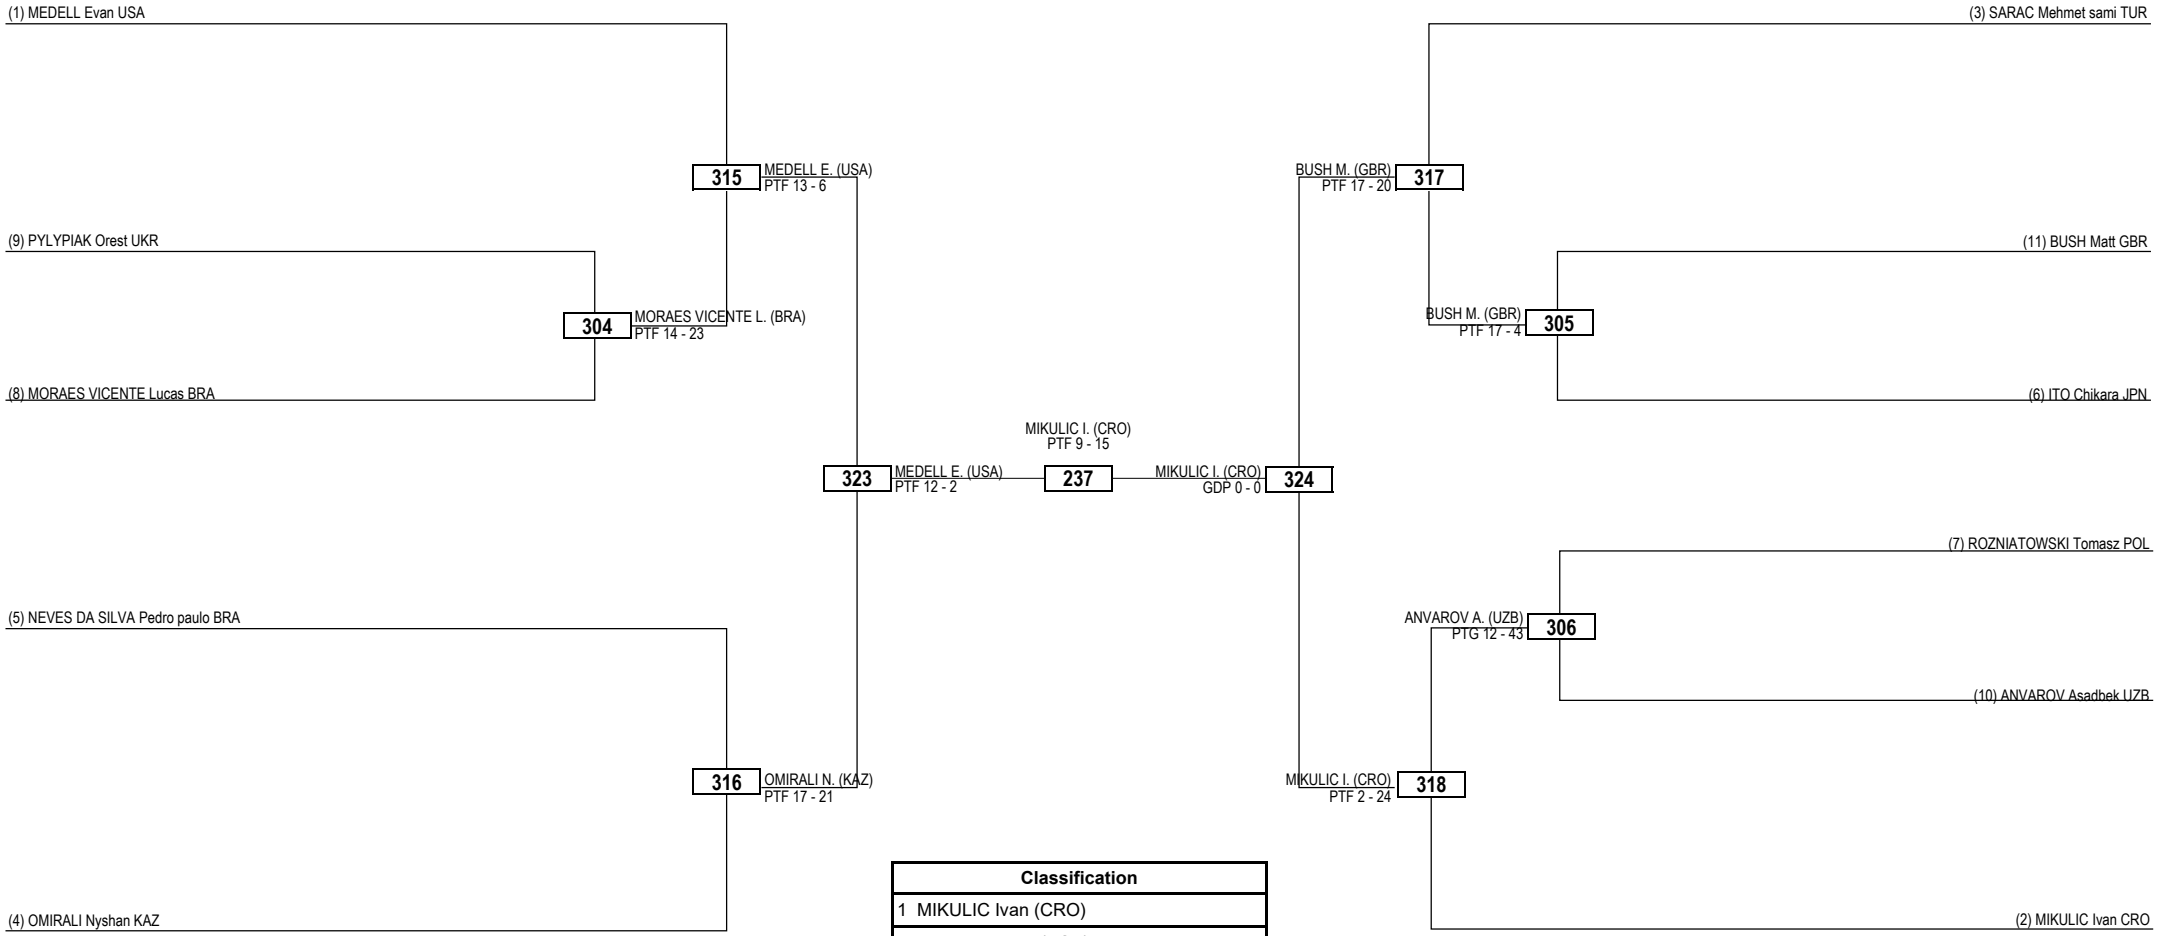 (1) MEDELL Evan USA
(3) SARAC Mehmet sami TUR
315
MEDELL E. (USA)
PTF 13 - 6
BUSH M. (GBR)
PTF 17 - 20
317
(9) PYLYPIAK Orest UKR
(11) BUSH Matt GBR
304
MORAES VICENTE L. (BRA)
PTF 14 - 23
BUSH M. (GBR)
PTF 17 - 4
305
(8) MORAES VICENTE Lucas BRA
(6) ITO Chikara JPN
MIKULIC I. (CRO)
PTF 9 - 15
323
MEDELL E. (USA)
PTF 12 - 2
237
MIKULIC I. (CRO)
GDP 0 - 0
324
(7) ROZNIATOWSKI Tomasz POL
(5) NEVES DA SILVA Pedro paulo BRA
ANVAROV A. (UZB)
PTG 12 - 43
306
(10) ANVAROV Asadbek UZB
316
OMIRALI N. (KAZ)
PTF 17 - 21
MIKULIC I. (CRO)
PTF 2 - 24
318
Classification
1 MIKULIC Ivan (CRO)
(4) OMIRALI Nyshan KAZ
(2) MIKULIC Ivan CRO